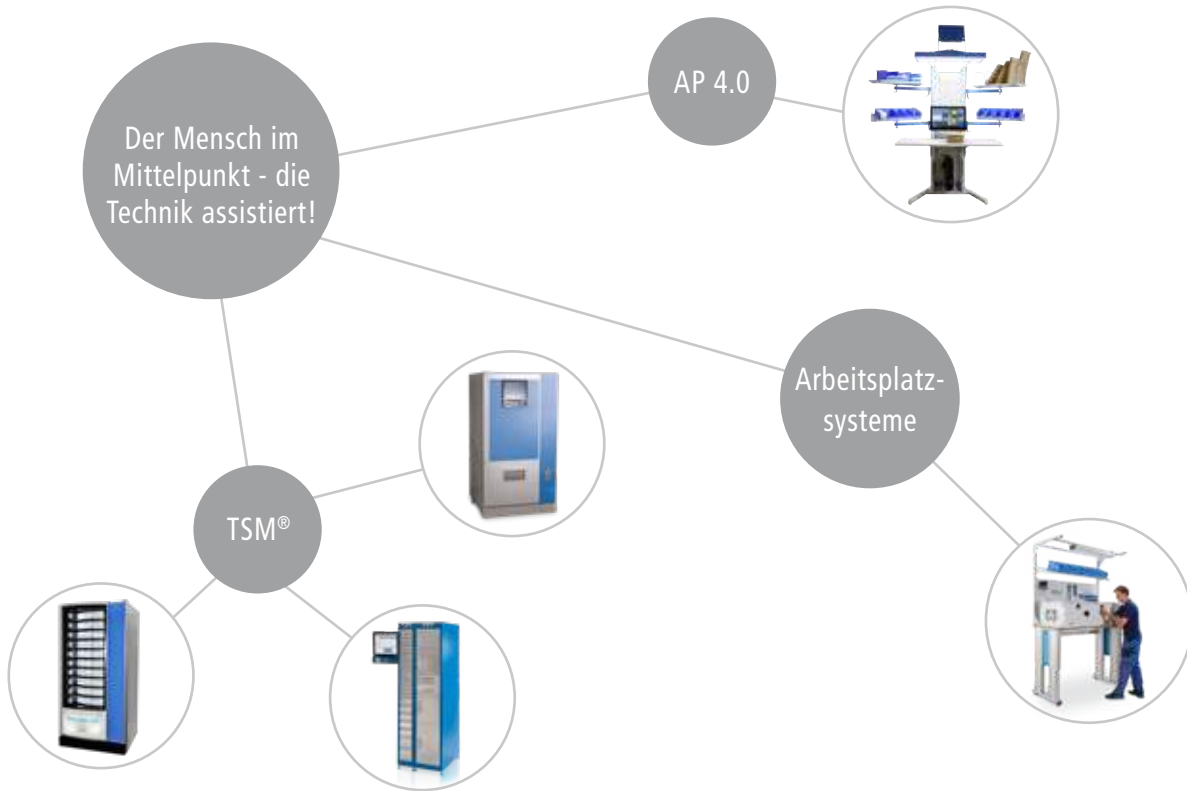 Der Mensch im
Mittelpunkt - die
Technik assistiert!
AP 4.0
Arbeitsplatz-
systeme
TSM®